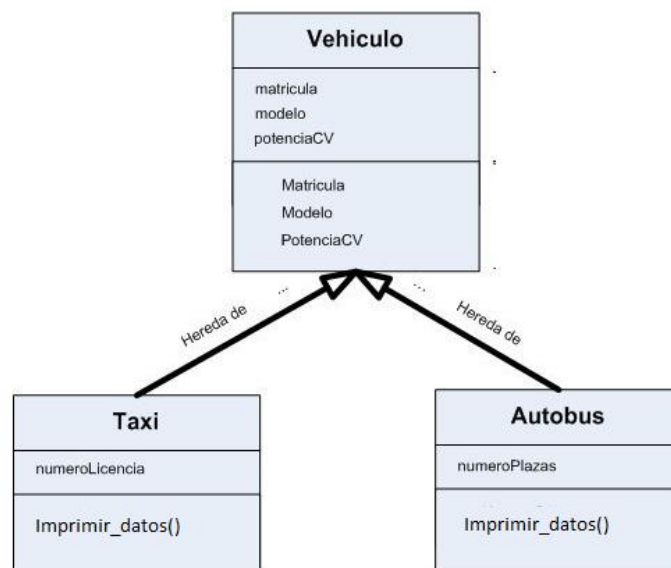 Vehiculo
matricula
modelo
potenciaCV
Matricula
Modelo
PotenciaCV
...
...
Hereda de
Hereda de
Taxi
numeroLicencia
Imprimir_datos()
Autobus
numeroPlazas
Imprimir_datos()